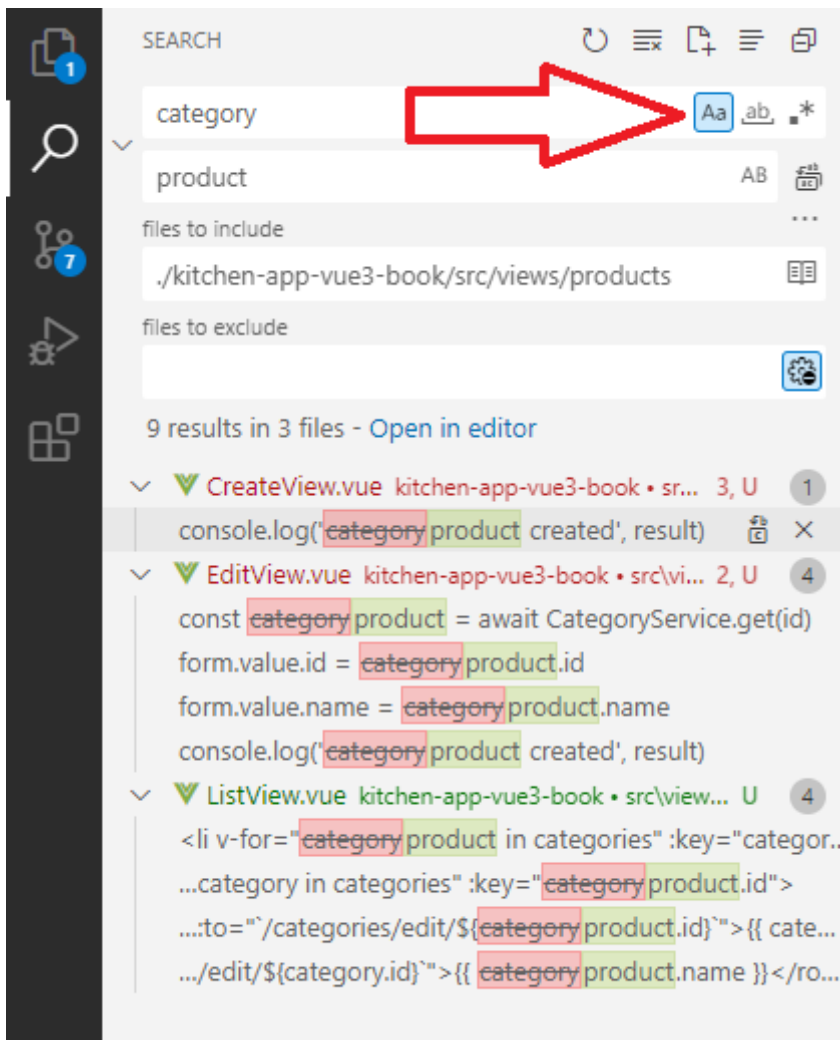 SEARCH
1
category
Aa ab .*
product
AB
7
files to include
...
./kitchen-app-vue3-book/src/views/products
files to exclude
9 results in 3 files - Open in editor
CreateView.vue kitchen-app-vue3-book • sr... 3, U 1
console.log('categoryproduct created', result)
EditView.vue kitchen-app-vue3-book • src\vi... 2, U 4
const categoryproduct = await CategoryService.get(id)
form.value.id = categoryproduct.id
form.value.name = categoryproduct.name
console.log('categoryproduct created', result)
ListView.vue kitchen-app-vue3-book • src\view... U 4
<li v-for="categoryproduct in categories" :key="categor...
...category in categories" :key="categoryproduct.id">
...:to="`/categories/edit/${categoryproduct.id}`">{{ cate...
.../edit/${category.id}`">{{ categoryproduct.name }}</ro...